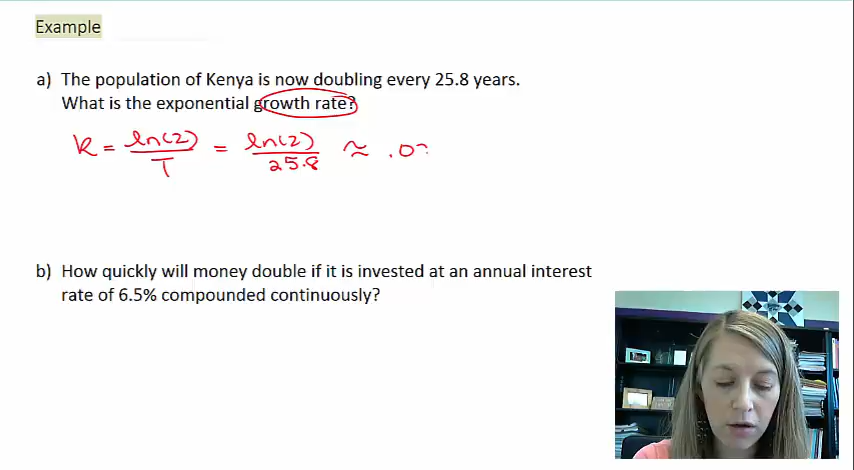 Example
a) The population of Kenya is now doubling every 25.8 years.
What is the exponential growth rate?
k = ln(2)/T = ln(2)/25.8 ≈ .0
b) How quickly will money double if it is invested at an annual interest
rate of 6.5% compounded continuously?